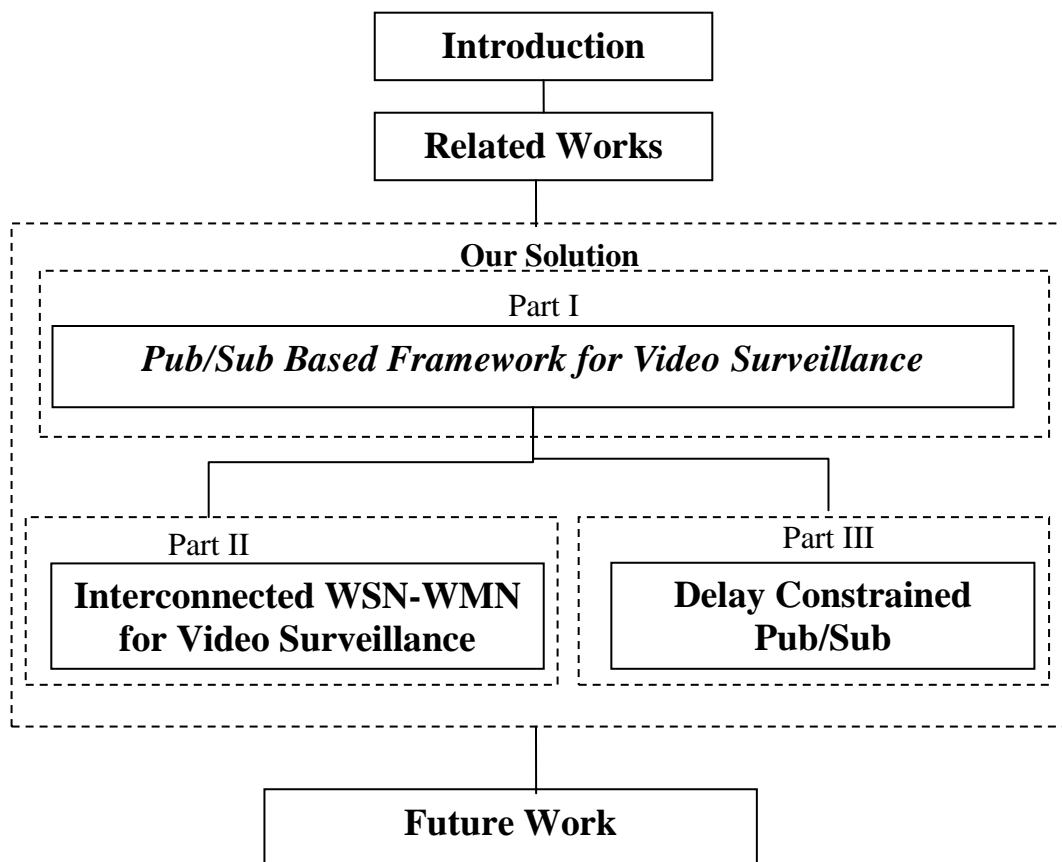 Introduction
Related Works
Our Solution
Part I
Pub/Sub Based Framework for Video Surveillance
Part II
Interconnected WSN-WMN
for Video Surveillance
Part III
Delay Constrained
Pub/Sub
Future Work